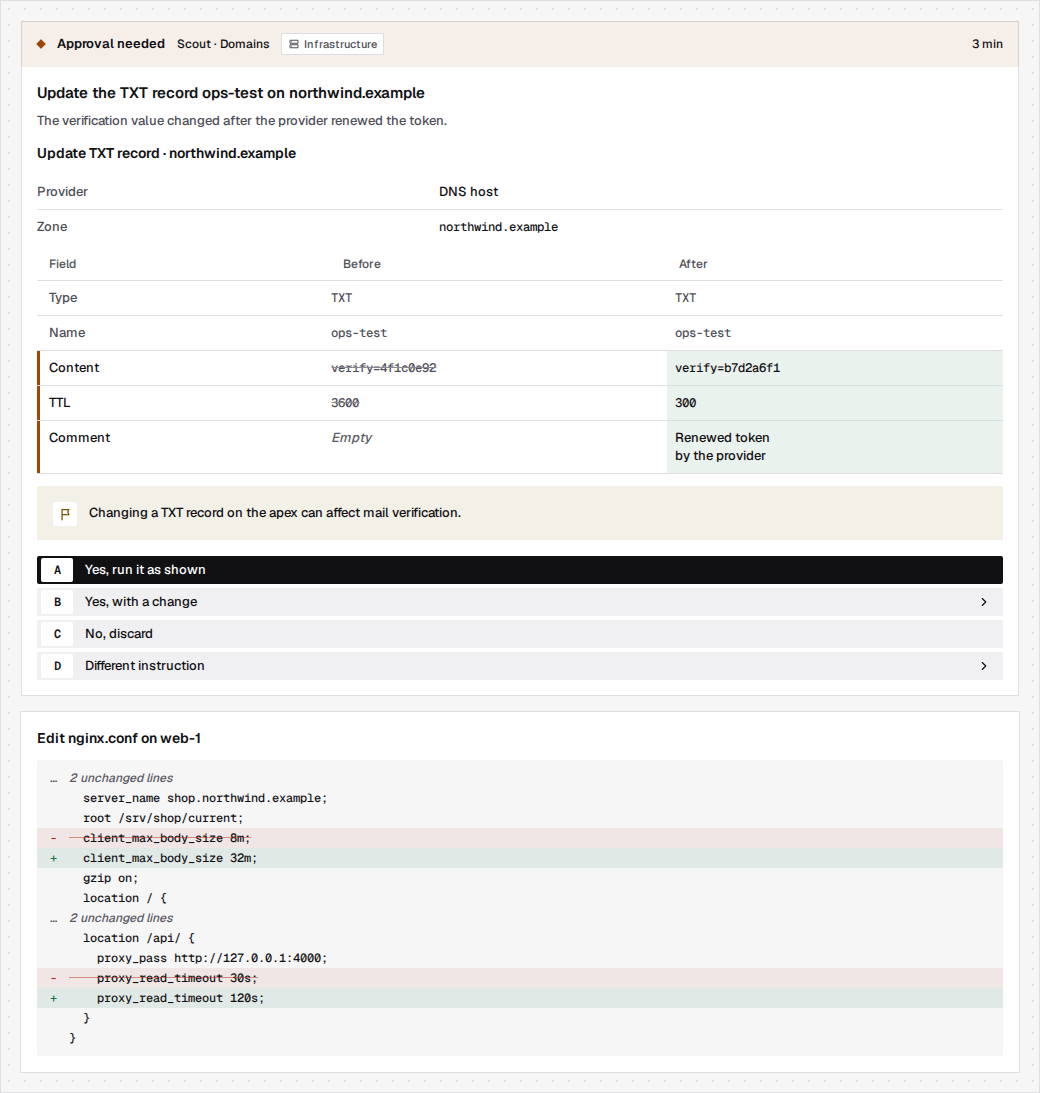 Approval needed Scout · Domains Infrastructure 3 min
Update the TXT record ops-test on northwind.example
The verification value changed after the provider renewed the token.
Update TXT record · northwind.example
Provider DNS host
Zone northwind.example
Field Before After
Type TXT TXT
Name ops-test ops-test
Content verify=4f1c0e92 verify=b7d2a6f1
TTL 3600 300
Comment Empty Renewed token
by the provider
Changing a TXT record on the apex can affect mail verification.
A Yes, run it as shown
B Yes, with a change
C No, discard
D Different instruction
Edit nginx.conf on web-1
… 2 unchanged lines
server_name shop.northwind.example;
root /srv/shop/current;
- client_max_body_size 8m;
+ client_max_body_size 32m;
gzip on;
location / {
… 2 unchanged lines
location /api/ {
proxy_pass http://127.0.0.1:4000;
- proxy_read_timeout 30s;
+ proxy_read_timeout 120s;
}
}